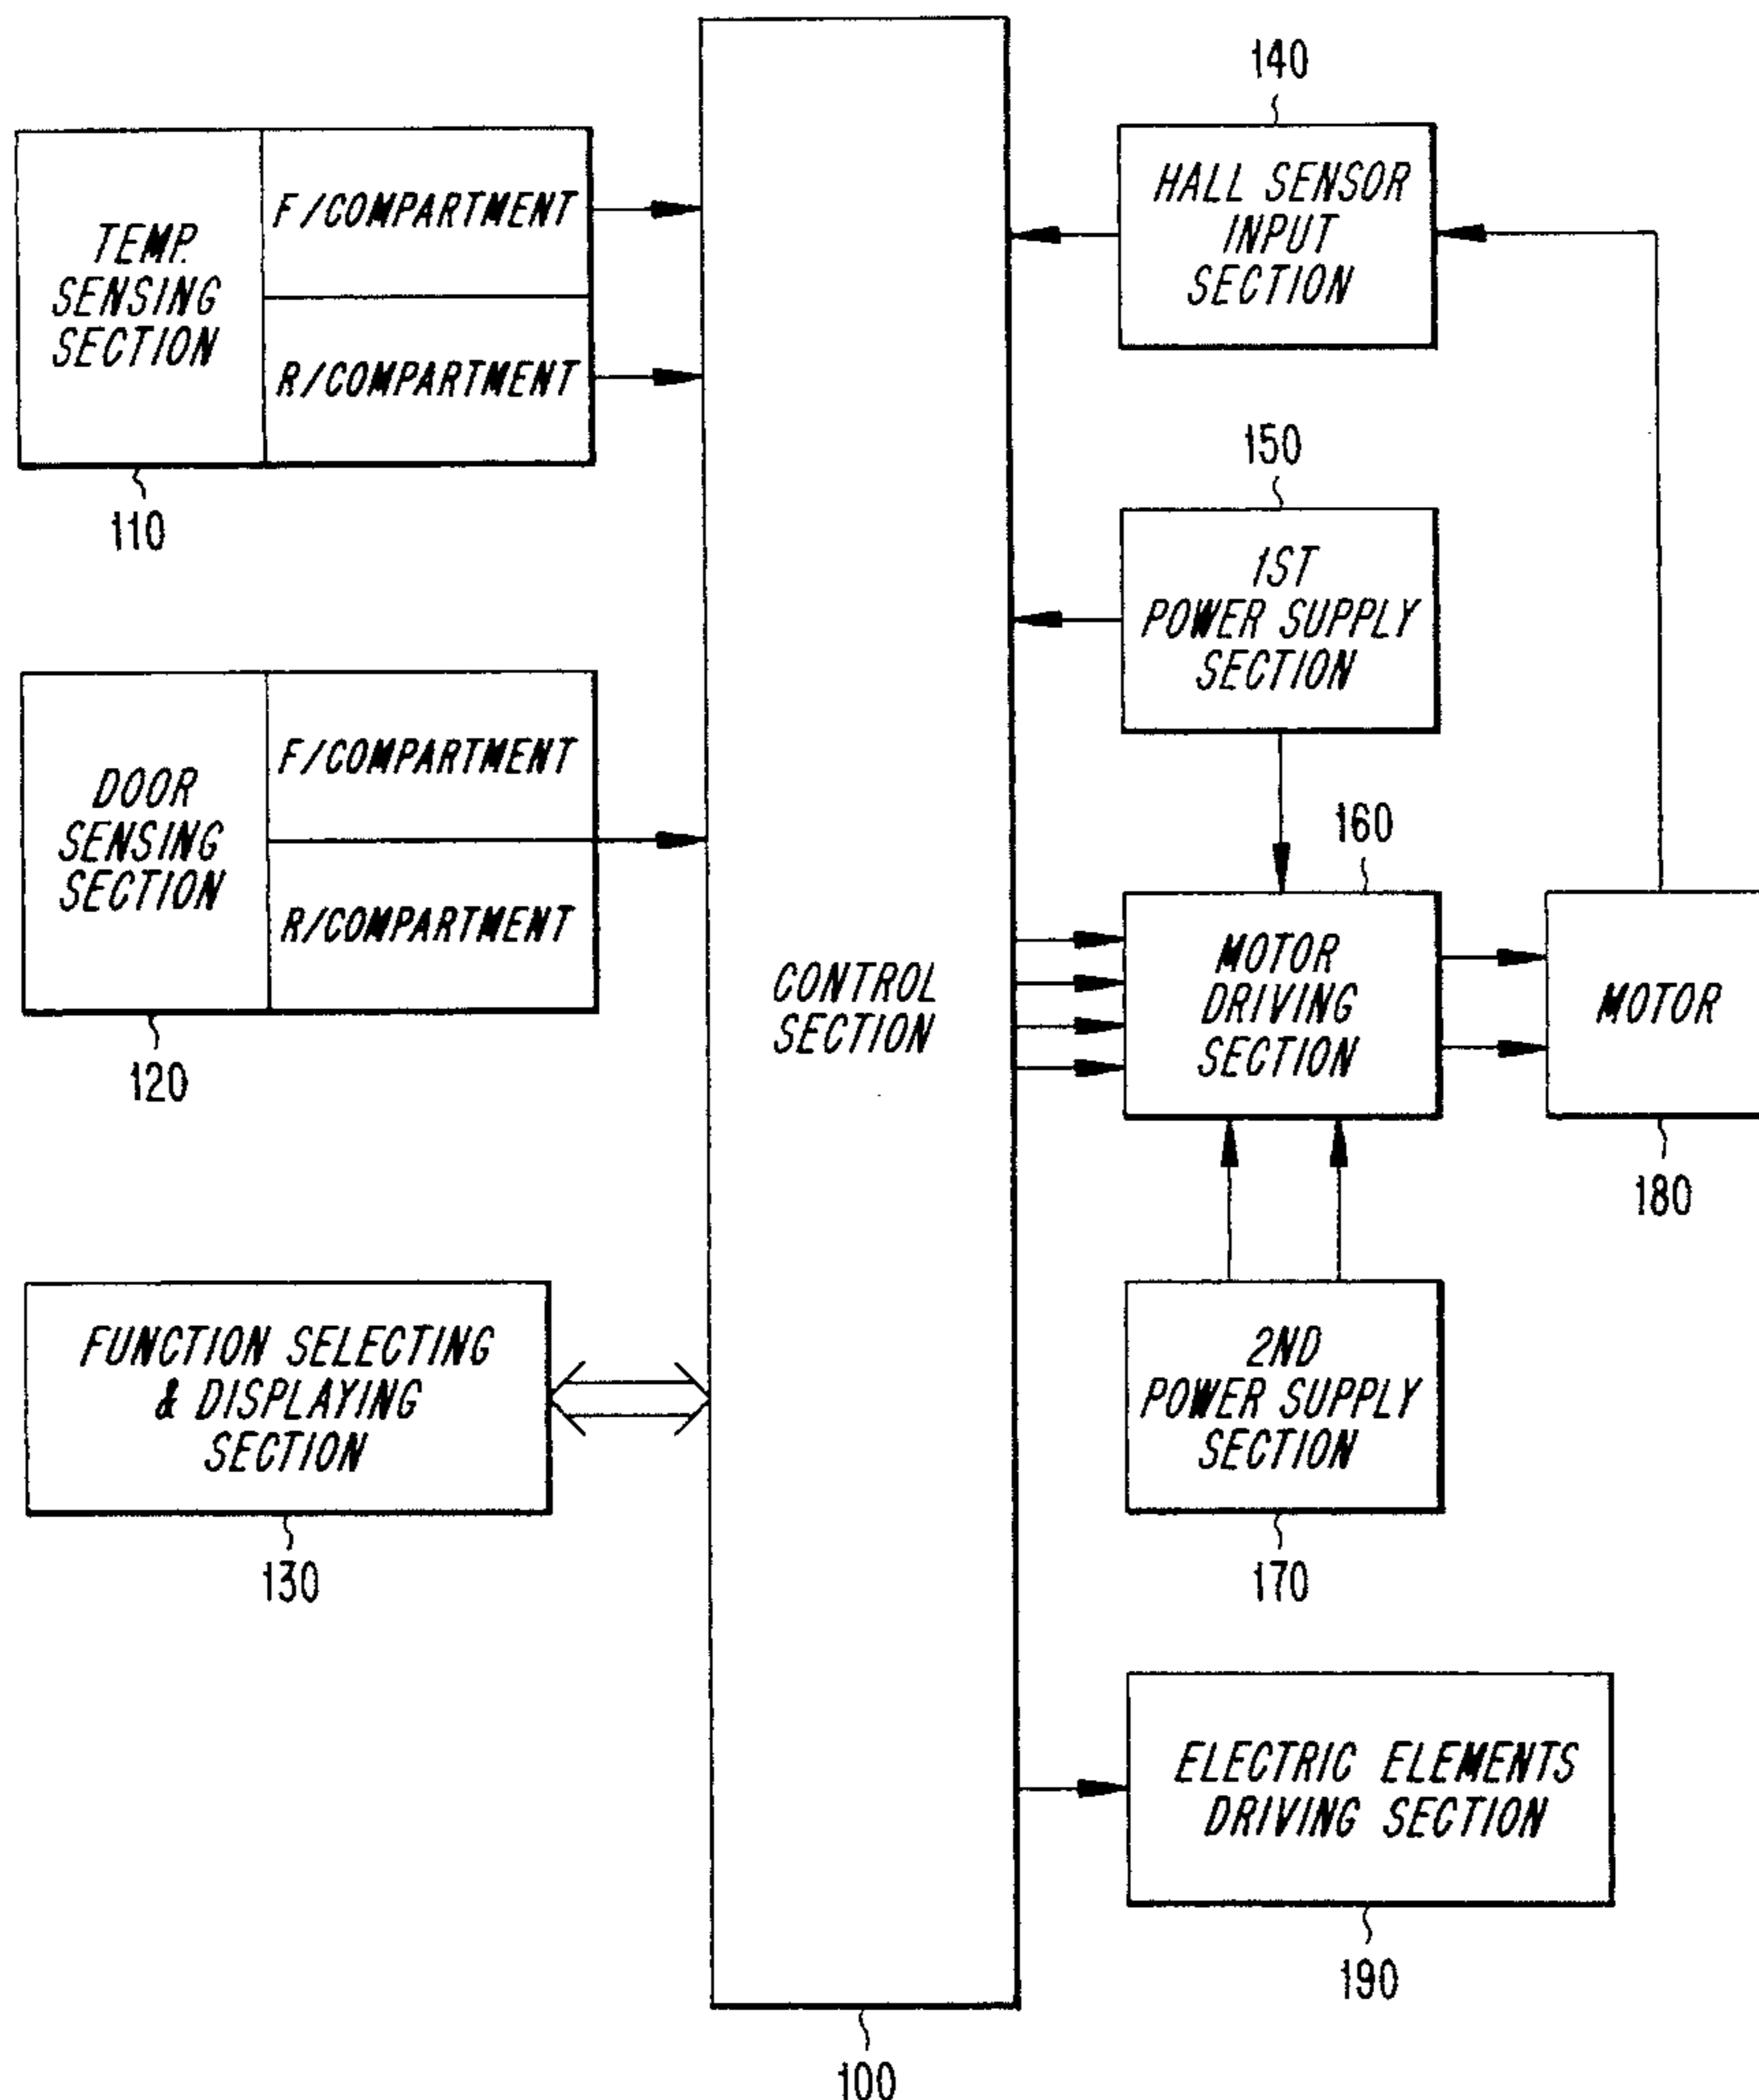 TEMP.
SENSING
SECTION
F/COMPARTMENT
R/COMPARTMENT
110
DOOR
SENSING
SECTION
F/COMPARTMENT
R/COMPARTMENT
120
FUNCTION SELECTING
& DISPLAYING
SECTION
130
CONTROL
SECTION
100
140
HALL SENSOR
INPUT
SECTION
150
1ST
POWER SUPPLY
SECTION
160
MOTOR
DRIVING
SECTION
MOTOR
180
2ND
POWER SUPPLY
SECTION
170
ELECTRIC ELEMENTS
DRIVING SECTION
190